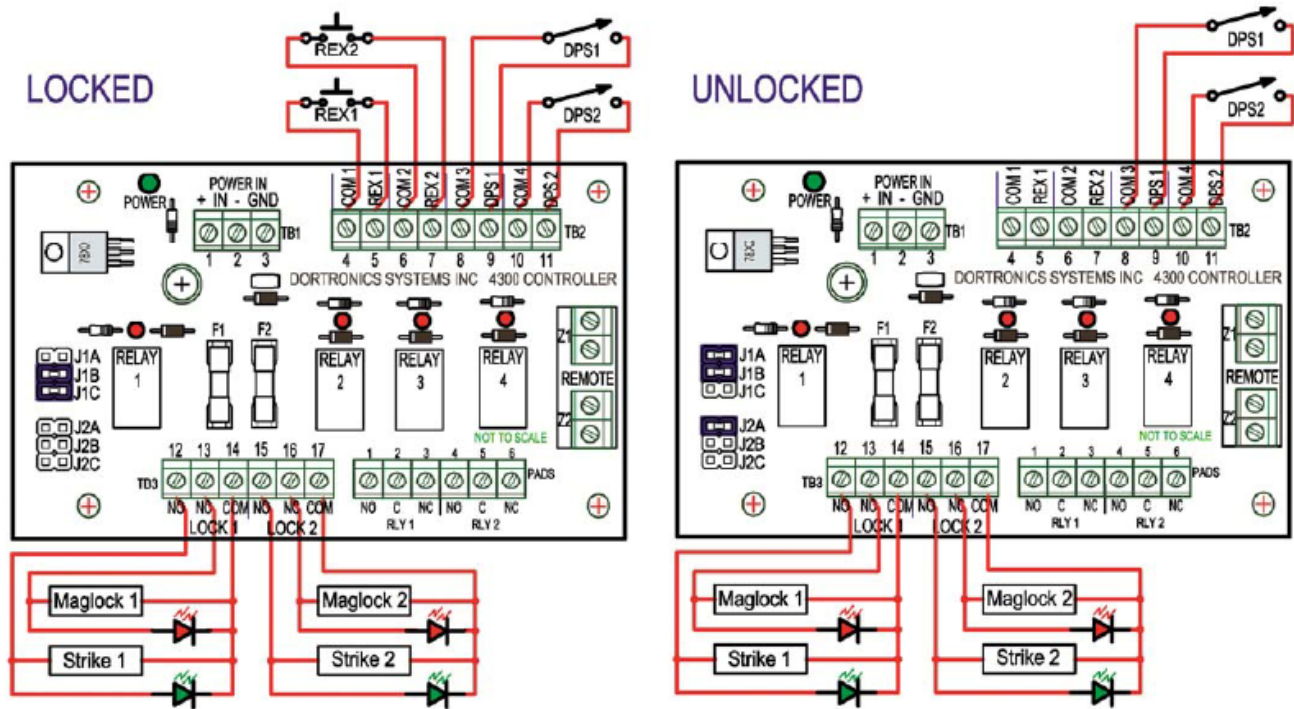 LOCKED
REX2
REX1
DPS1
DPS2
POWER
POWER IN
+ IN - GND
TB1
1 2 3
COM 1
REX 1
COM 2
REX 2
COM 3
DPS 1
COM 4
DPS 2
TB2
4 5 6 7 8 9 10 11
DORTRONICS SYSTEMS INC 4300 CONTROLLER
F1 F2
RELAY 1
RELAY 2
RELAY 3
RELAY 4
Z1
REMOTE
Z2
J1A
J1B
J1C
J2A
J2B
J2C
NOT TO SCALE
12 13 14 15 16 17
NO NC COM NO NC COM
LOCK 1 LOCK 2
1 2 3 4 5 6
PADS
NO C NC NO C NC
RLY 1 RLY 2
Maglock 1
Strike 1
Maglock 2
Strike 2
UNLOCKED
DPS1
DPS2
POWER
POWER IN
+ IN - GND
TB1
1 2 3
COM 1
REX 1
COM 2
REX 2
COM 3
DPS 1
COM 4
DPS 2
TB2
4 5 6 7 8 9 10 11
DORTRONICS SYSTEMS INC 4300 CONTROLLER
F1 F2
RELAY 1
RELAY 2
RELAY 3
RELAY 4
Z1
REMOTE
Z2
J1A
J1B
J1C
J2A
J2B
J2C
NOT TO SCALE
12 13 14 15 16 17
TB3
NO NC COM NO NC COM
LOCK 1 LOCK 2
1 2 3 4 5 6
PADS
NO C NC NO C NC
RLY 1 RLY 2
Maglock 1
Strike 1
Maglock 2
Strike 2